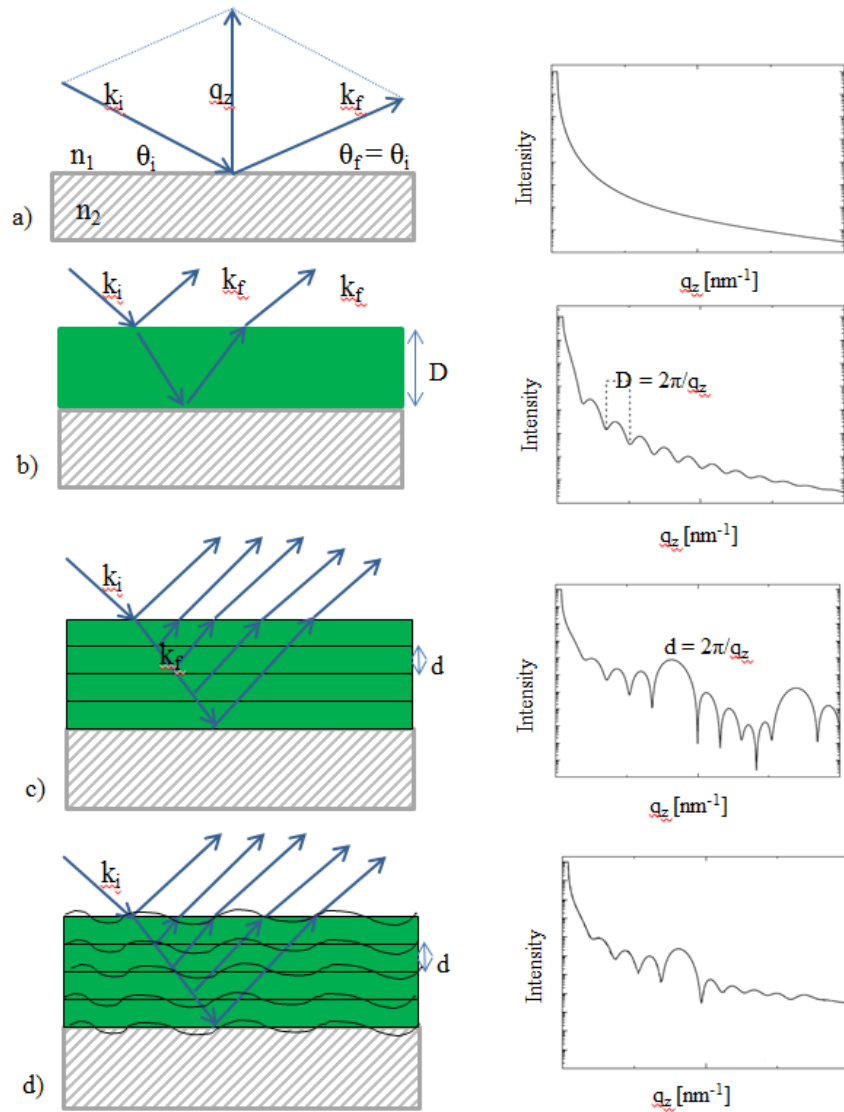 k_i
q_z
k_f
n_1
θ_i
θ_f = θ_i
n_2
a)
Intensity
q_z [nm^-1]
k_i
k_f
k_f
D
b)
Intensity
D = 2π/q_z
q_z [nm^-1]
k_i
k_f
d
c)
Intensity
d = 2π/q_z
q_z [nm^-1]
k_i
d
d)
Intensity
q_z [nm^-1]